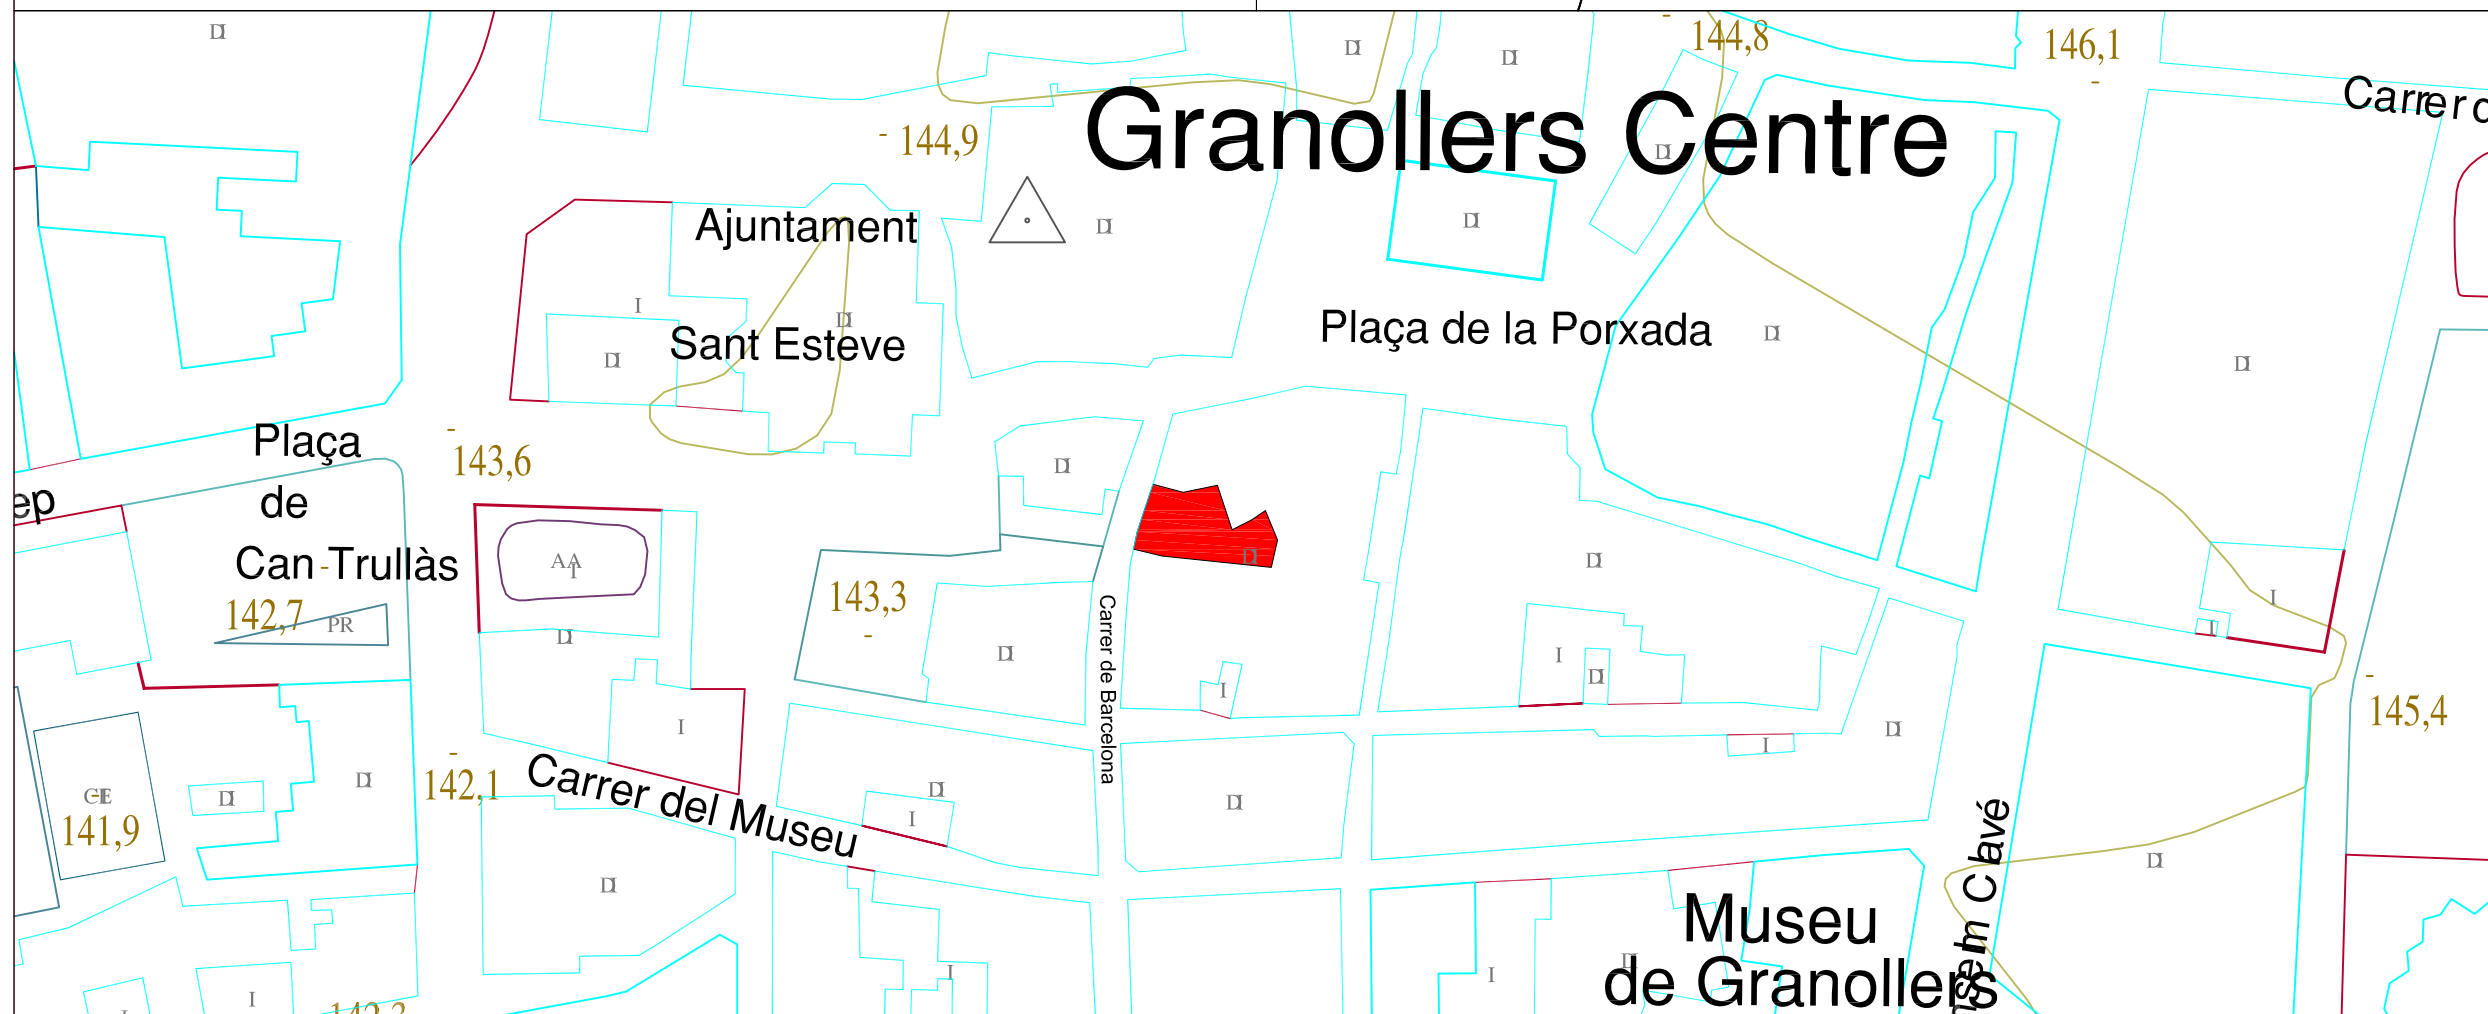 144,8
146,1
Carrer d
144,9
Granollers Centre
Ajuntament
Sant Esteve
Plaça de la Porxada
Plaça
de
Can Trullàs
143,6
ep
AA
I
142,7
PR
143,3
Carrer de Barcelona
145,4
142,1
Carrer del Museu
141,9
nselm Clavé
Museu
de Granollers
I
I
I
I
I
I
I
I
I
I
I
I